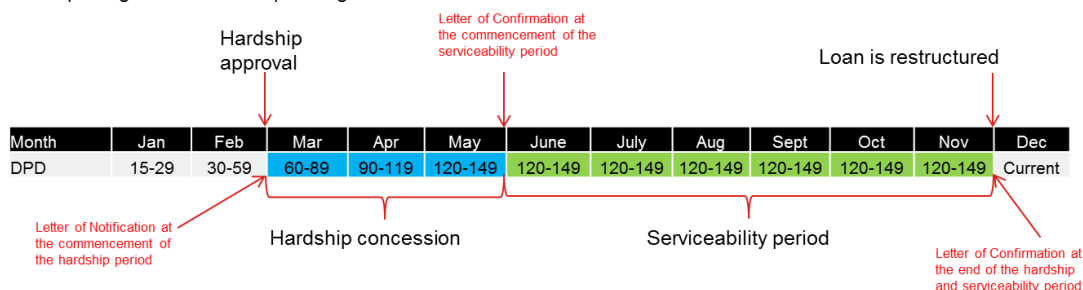 Letter of Confirmation at
the commencement of the
serviceability period
Hardship
approval
Loan is restructured
Month Jan Feb Mar Apr May June July Aug Sept Oct Nov Dec
DPD 15-29 30-59 60-89 90-119 120-149 120-149 120-149 120-149 120-149 120-149 120-149 Current
Letter of Notification at
the commencement of
the hardship period
Hardship concession
Serviceability period
Letter of Confirmation at
the end of the hardship
and serviceability period